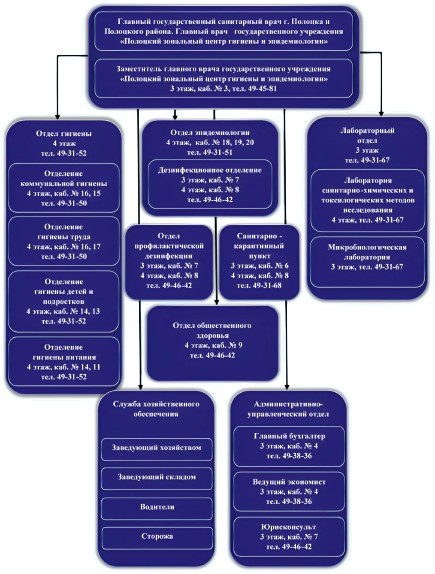 Главный государственный санитарный врач г. Полоцка и
Полоцкого района. Главный врач государственного учреждения
«Полоцкий зональный центр гигиены и эпидемиологии»
Заместитель главного врача государственного учреждения
«Полоцкий зональный центр гигиены и эпидемиологии»
3 этаж, каб. № 3, тел. 49-45-81
Отдел гигиены
4 этаж
тел. 49-31-52
Отделение
коммунальной гигиены
4 этаж, каб. № 16, 15
тел. 49-31-50
Отделение
гигиены труда
4 этаж, каб. № 16, 17
тел. 49-31-50
Отделение
гигиены детей и
подростков
4 этаж, каб. № 14, 13
тел. 49-31-52
Отделение
гигиены питания
4 этаж, каб. № 14, 11
тел. 49-31-52
Отдел эпидемиологии
4 этаж, каб. № 18, 19, 20
тел. 49-31-51
Дезинфекционное отделение
3 этаж, каб. № 7
4 этаж, каб. № 8
49-46-42
Отдел
профилактической
дезинфекции
3 этаж, каб. № 7
4 этаж, каб. № 8
тел. 49-46-42
Санитарно -
карантинный
пункт
3 этаж, каб. № 6
4 этаж, каб. № 8
тел. 49-31-68
Отдел общественного
здоровья
4 этаж, каб. № 9
тел. 49-46-42
Лабораторный
отдел
3 этаж
тел. 49-31-67
Лаборатория
санитарно-химических и
токсилогических методов
исследования
4 этаж, тел. 49-31-67
Микробиологическая
лаборатория
3 этаж, тел. 49-31-67
Служба хозяйственного
обеспечения
Заведующий хозяйством
Заведующий складом
Водители
Сторожа
Административно-
управленческий отдел
Главный бухгалтер
3 этаж, каб. № 4
тел. 49-38-36
Ведущий экономист
3 этаж, каб. № 4
тел. 49-38-36
Юрисконсульт
3 этаж, каб. № 7
тел. 49-46-42